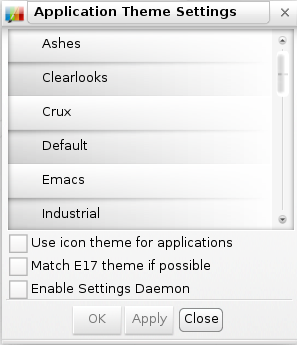 Application Theme Settings
Ashes
Clearlooks
Crux
Default
Emacs
Industrial
Use icon theme for applications
Match E17 theme if possible
Enable Settings Daemon
OK Apply Close